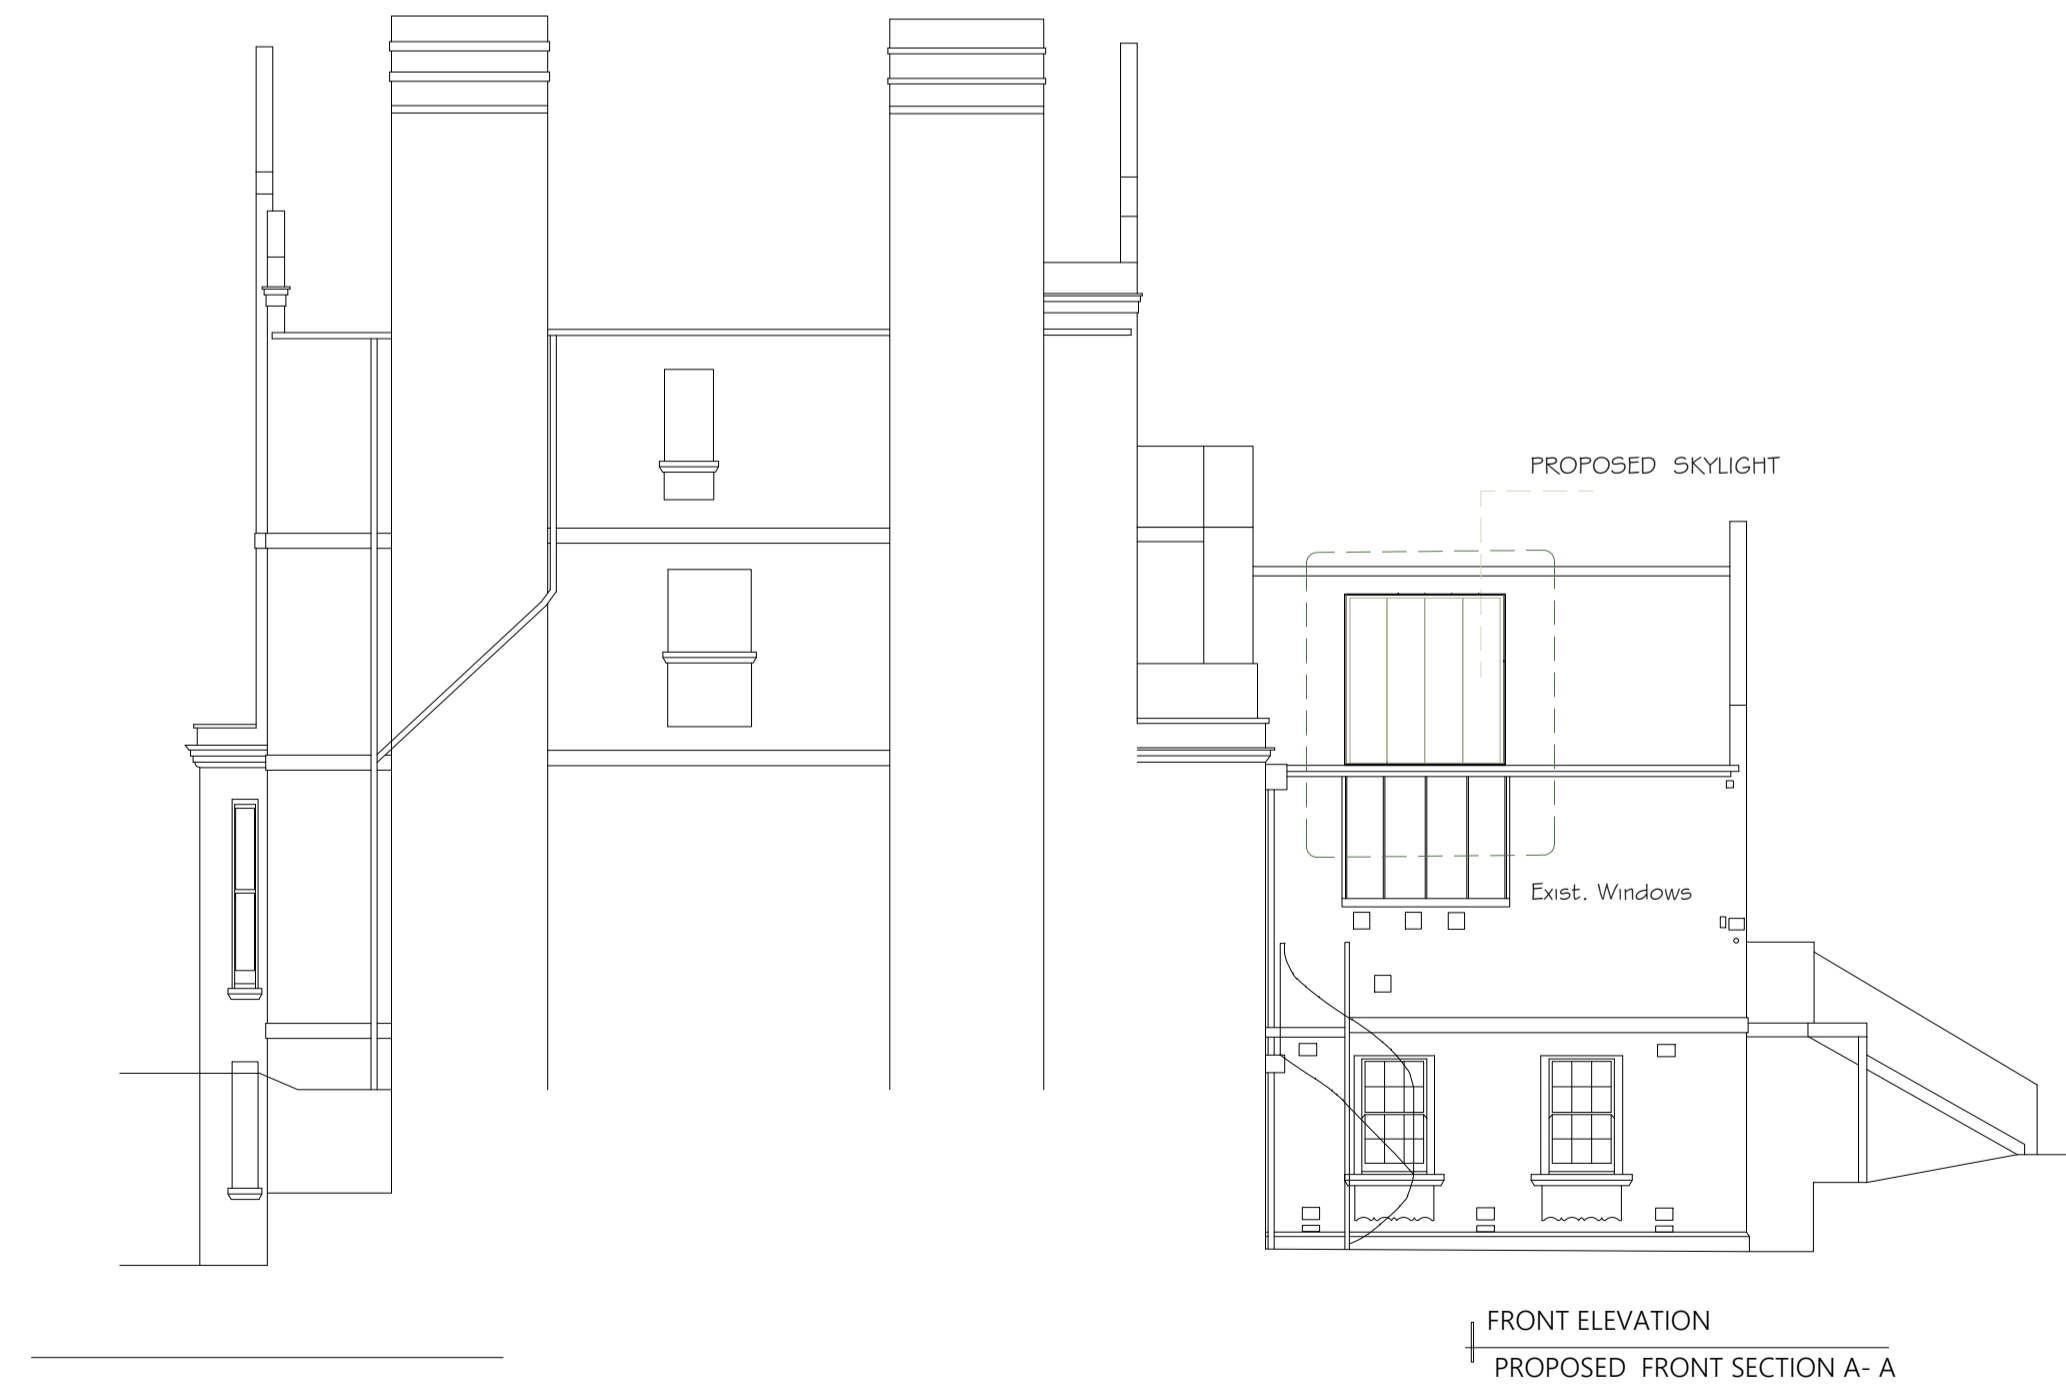 PROPOSED SKYLIGHT
Exist. Windows
FRONT ELEVATION
PROPOSED FRONT SECTION A- A